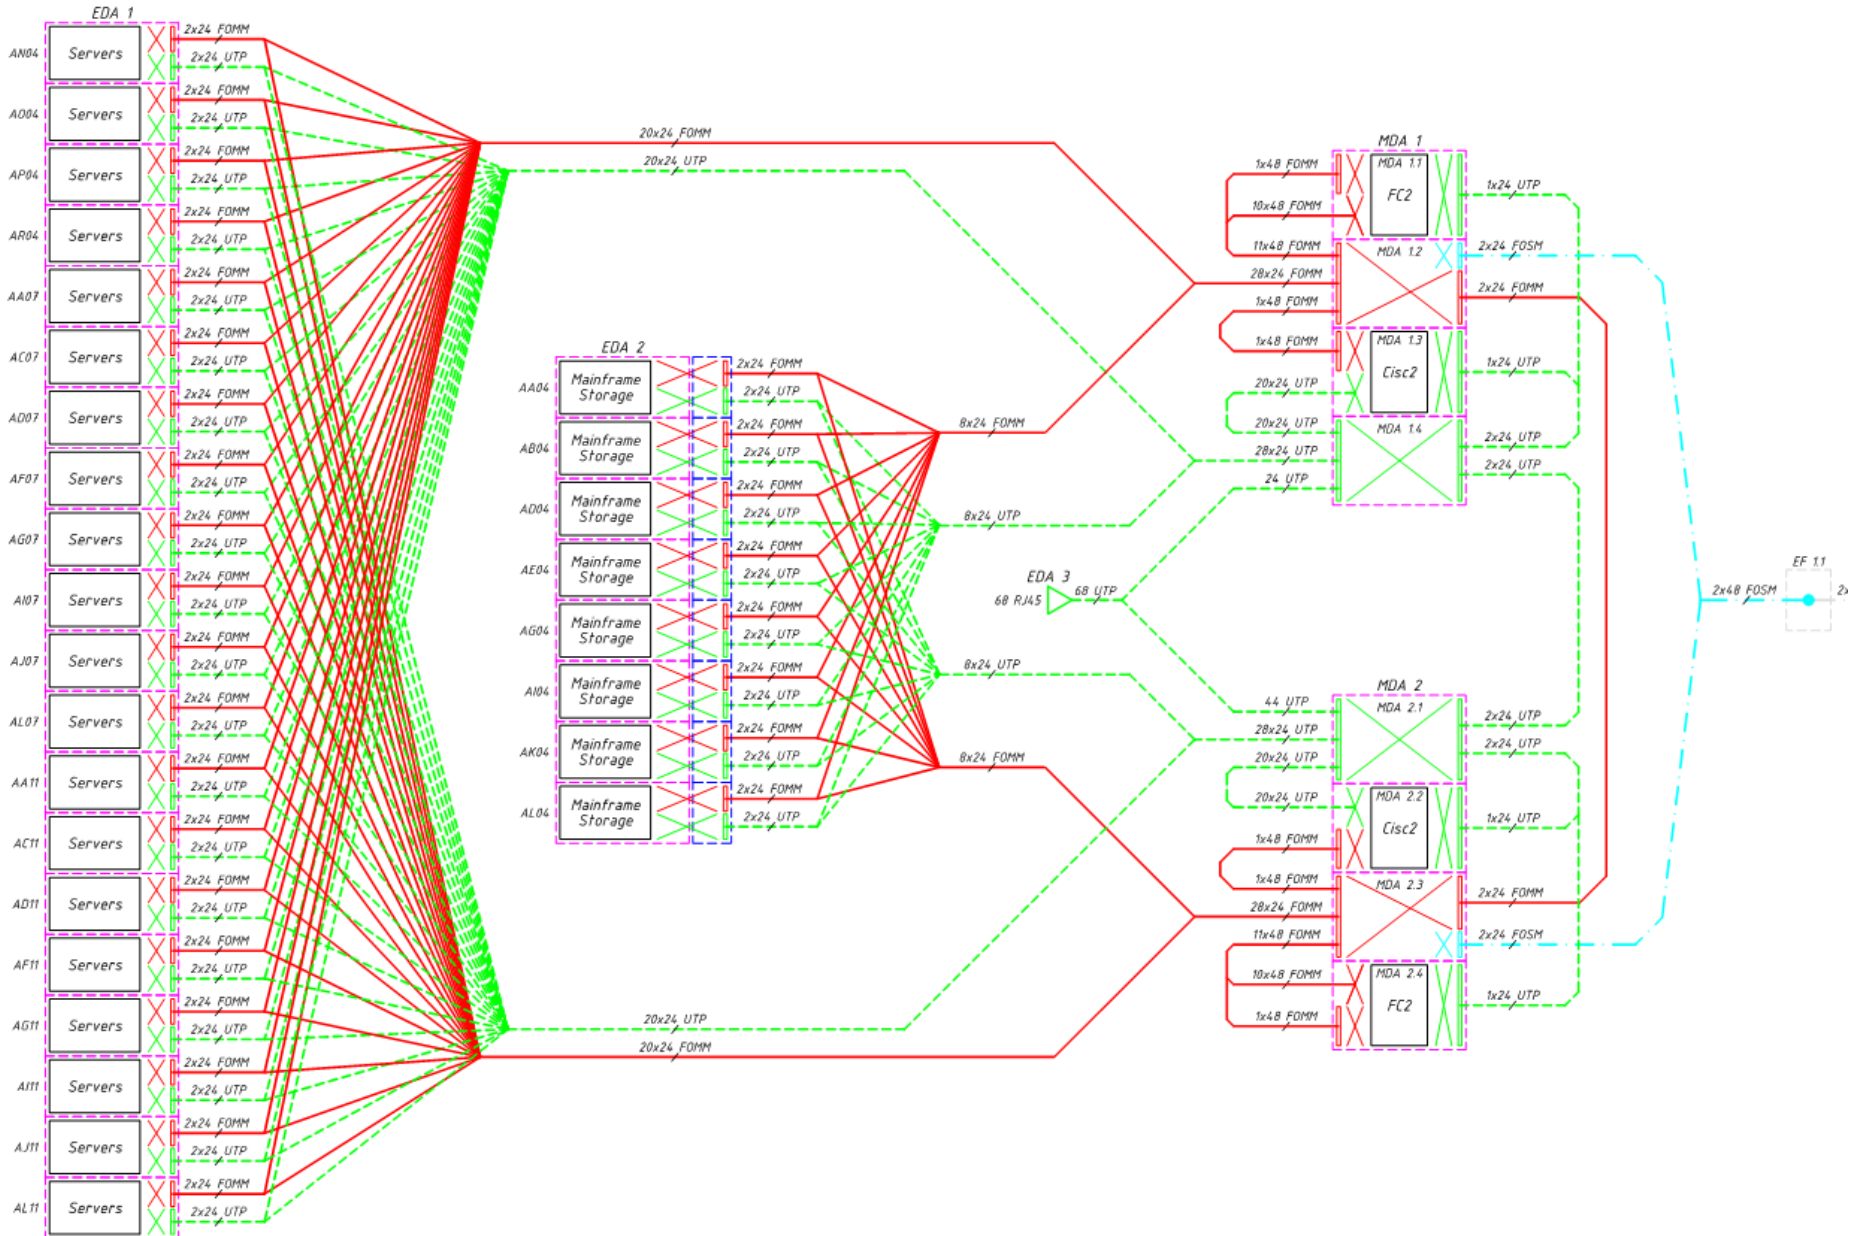 EDA 1
AN04
Servers
2x24 FOMM
2x24 UTP
AO04
Servers
2x24 FOMM
2x24 UTP
AP04
Servers
2x24 FOMM
2x24 UTP
AR04
Servers
2x24 FOMM
2x24 UTP
AA07
Servers
2x24 FOMM
2x24 UTP
AC07
Servers
2x24 FOMM
2x24 UTP
AD07
Servers
2x24 FOMM
2x24 UTP
AF07
Servers
2x24 FOMM
2x24 UTP
AG07
Servers
2x24 FOMM
2x24 UTP
AI07
Servers
2x24 FOMM
2x24 UTP
AJ07
Servers
2x24 FOMM
2x24 UTP
AL07
Servers
2x24 FOMM
2x24 UTP
AA11
Servers
2x24 FOMM
2x24 UTP
AC11
Servers
2x24 FOMM
2x24 UTP
AD11
Servers
2x24 FOMM
2x24 UTP
AF11
Servers
2x24 FOMM
2x24 UTP
AG11
Servers
2x24 FOMM
2x24 UTP
AI11
Servers
2x24 FOMM
2x24 UTP
AJ11
Servers
2x24 FOMM
2x24 UTP
AL11
Servers
2x24 FOMM
2x24 UTP
20x24 FOMM
20x24 UTP
20x24 UTP
20x24 FOMM
EDA 2
AA04
Mainframe
Storage
2x24 FOMM
2x24 UTP
AB04
Mainframe
Storage
2x24 FOMM
2x24 UTP
AD04
Mainframe
Storage
2x24 FOMM
2x24 UTP
AE04
Mainframe
Storage
2x24 FOMM
2x24 UTP
AG04
Mainframe
Storage
2x24 FOMM
2x24 UTP
AI04
Mainframe
Storage
2x24 FOMM
2x24 UTP
AK04
Mainframe
Storage
2x24 FOMM
2x24 UTP
AL04
Mainframe
Storage
2x24 FOMM
2x24 UTP
8x24 FOMM
8x24 UTP
8x24 UTP
8x24 FOMM
EDA 3
68 RJ45
68 UTP
MDA 1
1x48 FOMM
10x48 FOMM
11x48 FOMM
28x24 FOMM
1x48 FOMM
1x48 FOMM
20x24 UTP
20x24 UTP
28x24 UTP
24 UTP
MDA 1.1
FC2
MDA 1.2
MDA 1.3
Cisc2
MDA 1.4
1x24 UTP
2x24 FOSM
2x24 FOMM
1x24 UTP
2x24 UTP
2x24 UTP
MDA 2
44 UTP
28x24 UTP
20x24 UTP
20x24 UTP
1x48 FOMM
1x48 FOMM
28x24 FOMM
11x48 FOMM
10x48 FOMM
1x48 FOMM
MDA 2.1
MDA 2.2
Cisc2
MDA 2.3
MDA 2.4
FC2
2x24 UTP
2x24 UTP
1x24 UTP
2x24 FOMM
2x24 FOSM
1x24 UTP
2x48 FOSM
EF 1.1